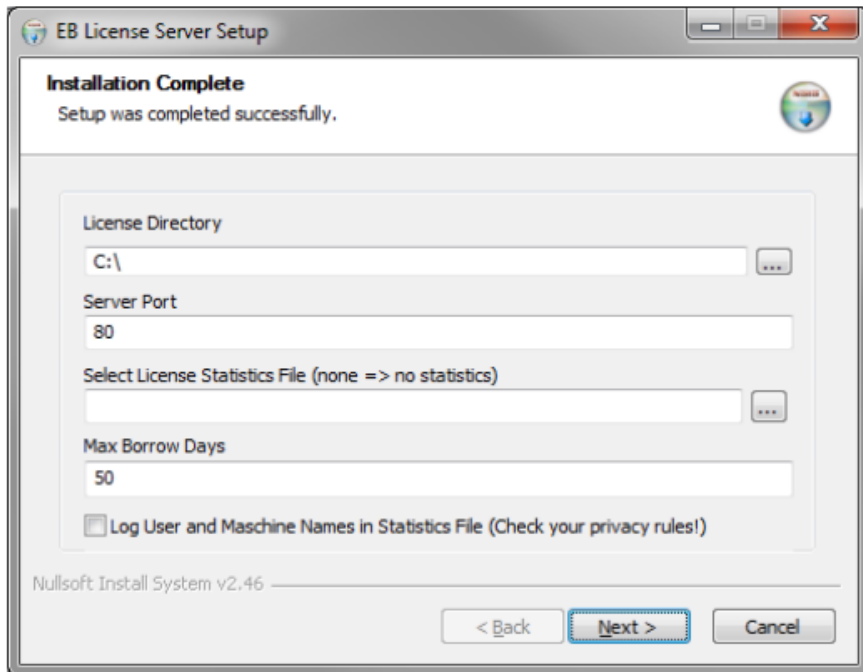 EB License Server Setup
Installation Complete
Setup was completed successfully.
License Directory
C:\
...
Server Port
80
Select License Statistics File (none => no statistics)
...
Max Borrow Days
50
Log User and Maschine Names in Statistics File (Check your privacy rules!)
Nullsoft Install System v2.46
< Back
Next >
Cancel